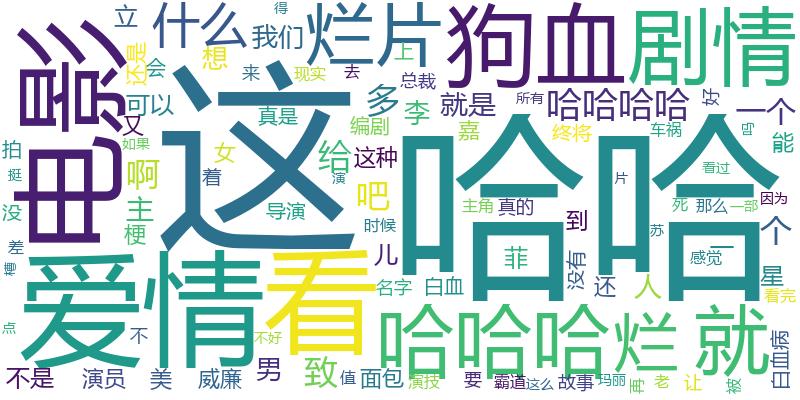 立
什么
烂片
狗血
剧情
电影
这
还是
想
我们
上
得
会
来
现实
去
总裁
多
李
就是
所有
哈哈哈哈
好
一个
可以
又
真是
编剧
嘉
终将
车祸
吗
能
拍
如果
女
给
这种
哈哈
看过
挺
啊
着
演
吧
主角
真的
片
死
那么
一部
因为
没
主
导演
时候
到
苏
个
差
梗
儿
菲
没有
一
感觉
星
槽
爱情
看
名字
白血
还
人
看完
点
不
不好
哈哈哈
烂
就
白血病
不是
演员
美
威廉
男
致
值
面包
演技
要
霸道
这么
故事
玛丽
再
老
让
被